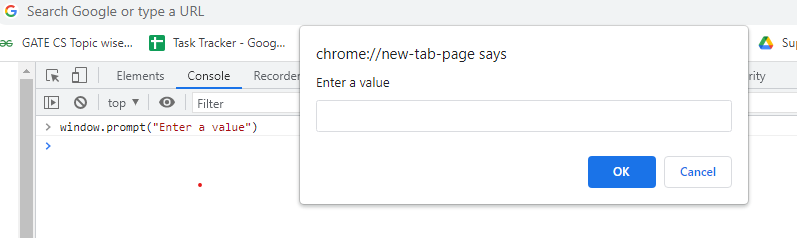 Search Google or type a URL
GATE CS Topic wise...
Task Tracker - Goog...
Sup
chrome://new-tab-page says
Enter a value
OK
Cancel
Elements
Console
Recorder
rity
top ▼
Filter
> window.prompt("Enter a value")
>